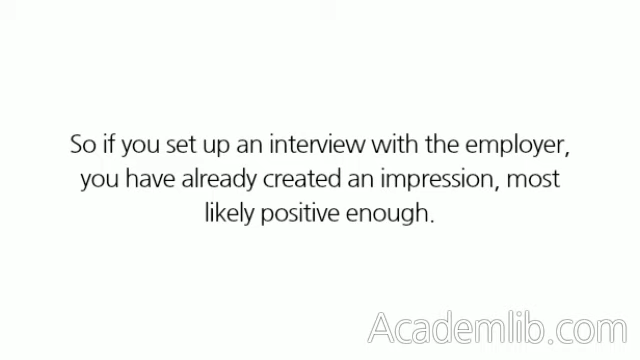 So if you set up an interview with the employer,
you have already created an impression, most
likely positive enough.
Academlib.com